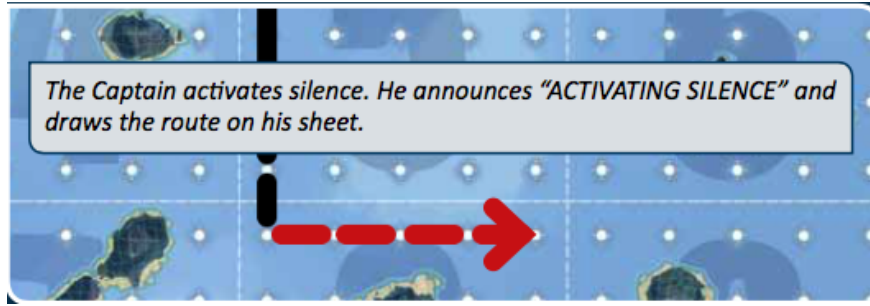 The Captain activates silence. He announces “ACTIVATING SILENCE” and
draws the route on his sheet.